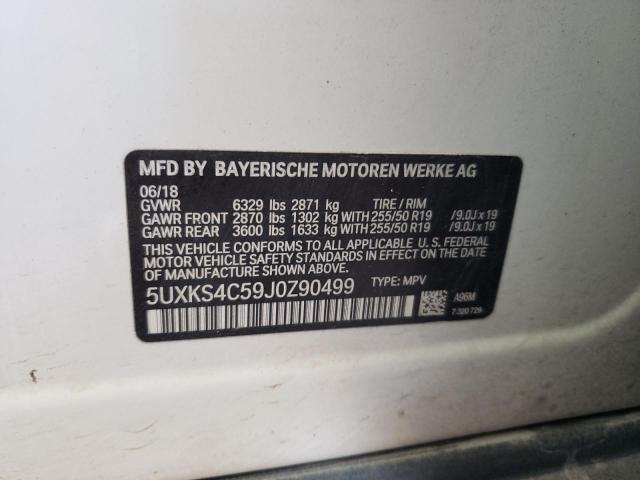 MFD BY BAYERISCHE MOTOREN WERKE AG
06/18
GVWR 6329 lbs 2871 kg TIRE / RIM
GAWR FRONT 2870 lbs 1302 kg WITH 255/50 R19 /9.0J x 19
GAWR REAR 3600 lbs 1633 kg WITH 255/50 R19 /9.0J x 19
THIS VEHICLE CONFORMS TO ALL APPLICABLE U. S. FEDERAL
MOTOR VEHICLE SAFETY STANDARDS IN EFFECT ON THE DATE
OF MANUFACTURE SHOWN ABOVE.
5UXKS4C59J0Z90499 TYPE: MPV
A96M
7 320 729